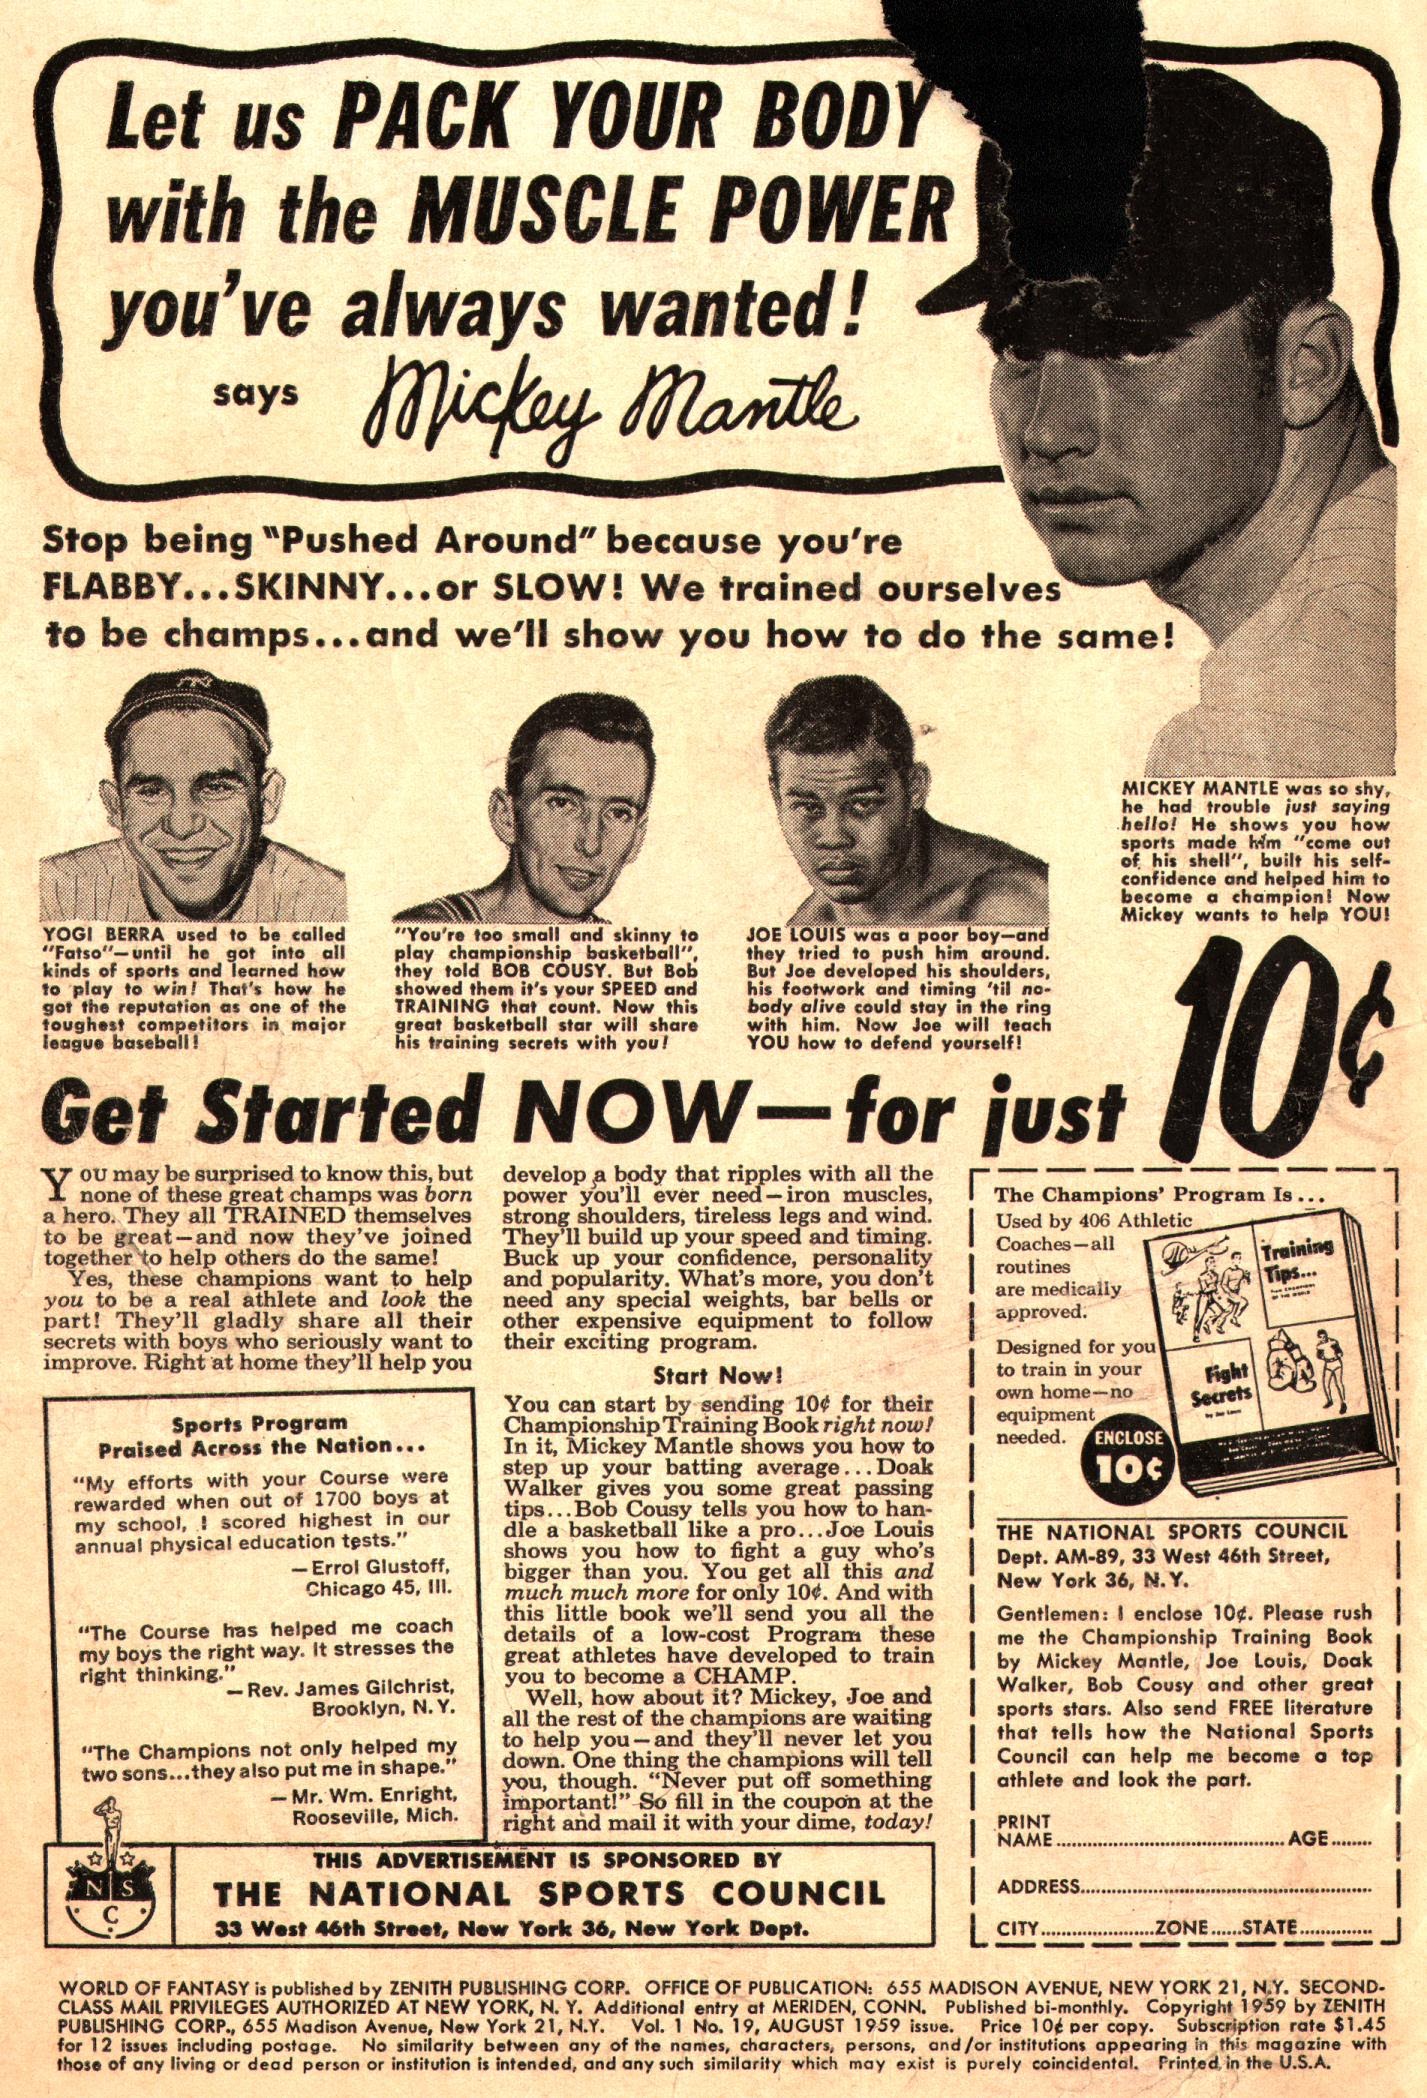 Let us PACK YOUR BODY
with the MUSCLE POWER
you've always wanted!
says Mickey Mantle
Stop being "Pushed Around" because you're
FLABBY...SKINNY...or SLOW! We trained ourselves
to be champs...and we'll show you how to do the same!
MICKEY MANTLE was so shy,
he had trouble just saying
hello! He shows you how
sports made him "come out
of his shell", built his self-
confidence and helped him to
become a champion! Now
Mickey wants to help YOU!
YOGI BERRA used to be called
"Fatso"—until he got into all
kinds of sports and learned how
to play to win! That's how he
got the reputation as one of the
toughest competitors in major
league baseball!
"You're too small and skinny to
play championship basketball",
they told BOB COUSY. But Bob
showed them it's your SPEED and
TRAINING that count. Now this
great basketball star will share
his training secrets with you!
JOE LOUIS was a poor boy—and
they tried to push him around.
But Joe developed his shoulders,
his footwork and timing 'til no-
body alive could stay in the ring
with him. Now Joe will teach
YOU how to defend yourself!
Get Started NOW—for just 10¢
YOU may be surprised to know this, but
none of these great champs was born
a hero. They all TRAINED themselves
to be great—and now they've joined
together to help others do the same!
Yes, these champions want to help
you to be a real athlete and look the
part! They'll gladly share all their
secrets with boys who seriously want to
improve. Right at home they'll help you
develop a body that ripples with all the
power you'll ever need—iron muscles,
strong shoulders, tireless legs and wind.
They'll build up your speed and timing.
Buck up your confidence, personality
and popularity. What's more, you don't
need any special weights, bar bells or
other expensive equipment to follow
their exciting program.
Start Now!
You can start by sending 10¢ for their
Championship Training Book right now!
In it, Mickey Mantle shows you how to
step up your batting average...Doak
Walker gives you some great passing
tips...Bob Cousy tells you how to han-
dle a basketball like a pro...Joe Louis
shows you how to fight a guy who's
bigger than you. You get all this and
much much more for only 10¢. And with
this little book we'll send you all the
details of a low-cost Program these
great athletes have developed to train
you to become a CHAMP.
Well, how about it? Mickey, Joe and
all the rest of the champions are waiting
to help you—and they'll never let you
down. One thing the champions will tell
you, though. "Never put off something
important!" So fill in the coupon at the
right and mail it with your dime, today!
Sports Program
Praised Across the Nation...
"My efforts with your Course were
rewarded when out of 1700 boys at
my school, I scored highest in our
annual physical education tests."
—Errol Glustoff,
Chicago 45, Ill.
"The Course has helped me coach
my boys the right way. It stresses the
right thinking."
—Rev. James Gilchrist,
Brooklyn, N.Y.
"The Champions not only helped my
two sons...they also put me in shape."
—Mr. Wm. Enright,
Rooseville, Mich.
NSC
THIS ADVERTISEMENT IS SPONSORED BY
THE NATIONAL SPORTS COUNCIL
33 West 46th Street, New York 36, New York Dept.
The Champions' Program Is...
Used by 406 Athletic
Coaches—all
routines
are medically
approved.
Designed for you
to train in your
own home—no
equipment
needed.
ENCLOSE
10¢
Training
Tips...
Fight
Secrets
by Joe Louis
THE NATIONAL SPORTS COUNCIL
Dept. AM-89, 33 West 46th Street,
New York 36, N.Y.
Gentlemen: I enclose 10¢. Please rush
me the Championship Training Book
by Mickey Mantle, Joe Louis, Doak
Walker, Bob Cousy and other great
sports stars. Also send FREE literature
that tells how the National Sports
Council can help me become a top
athlete and look the part.
PRINT
NAME.......... AGE........
ADDRESS..........
CITY..........ZONE......STATE..........
WORLD OF FANTASY is published by ZENITH PUBLISHING CORP. OFFICE OF PUBLICATION: 655 MADISON AVENUE, NEW YORK 21, N.Y. SECOND-
CLASS MAIL PRIVILEGES AUTHORIZED AT NEW YORK, N. Y. Additional entry at MERIDEN, CONN. Published bi-monthly. Copyright 1959 by ZENITH
PUBLISHING CORP., 655 Madison Avenue, New York 21, N.Y. Vol. 1 No. 19, AUGUST 1959 issue. Price 10¢ per copy. Subscription rate $1.45
for 12 issues including postage. No similarity between any of the names, characters, persons, and/or institutions appearing in this magazine with
those of any living or dead person or institution is intended, and any such similarity which may exist is purely coincidental. Printed in the U.S.A.